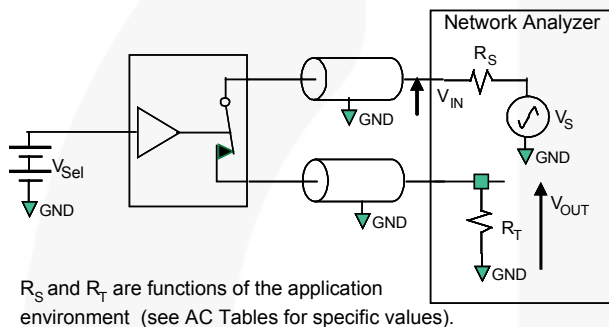 Network Analyzer
R_S
V_IN
GND
V_S
GND
V_Sel
GND
GND
V_OUT
R_T
GND
R_S and R_T are functions of the application
environment (see AC Tables for specific values).